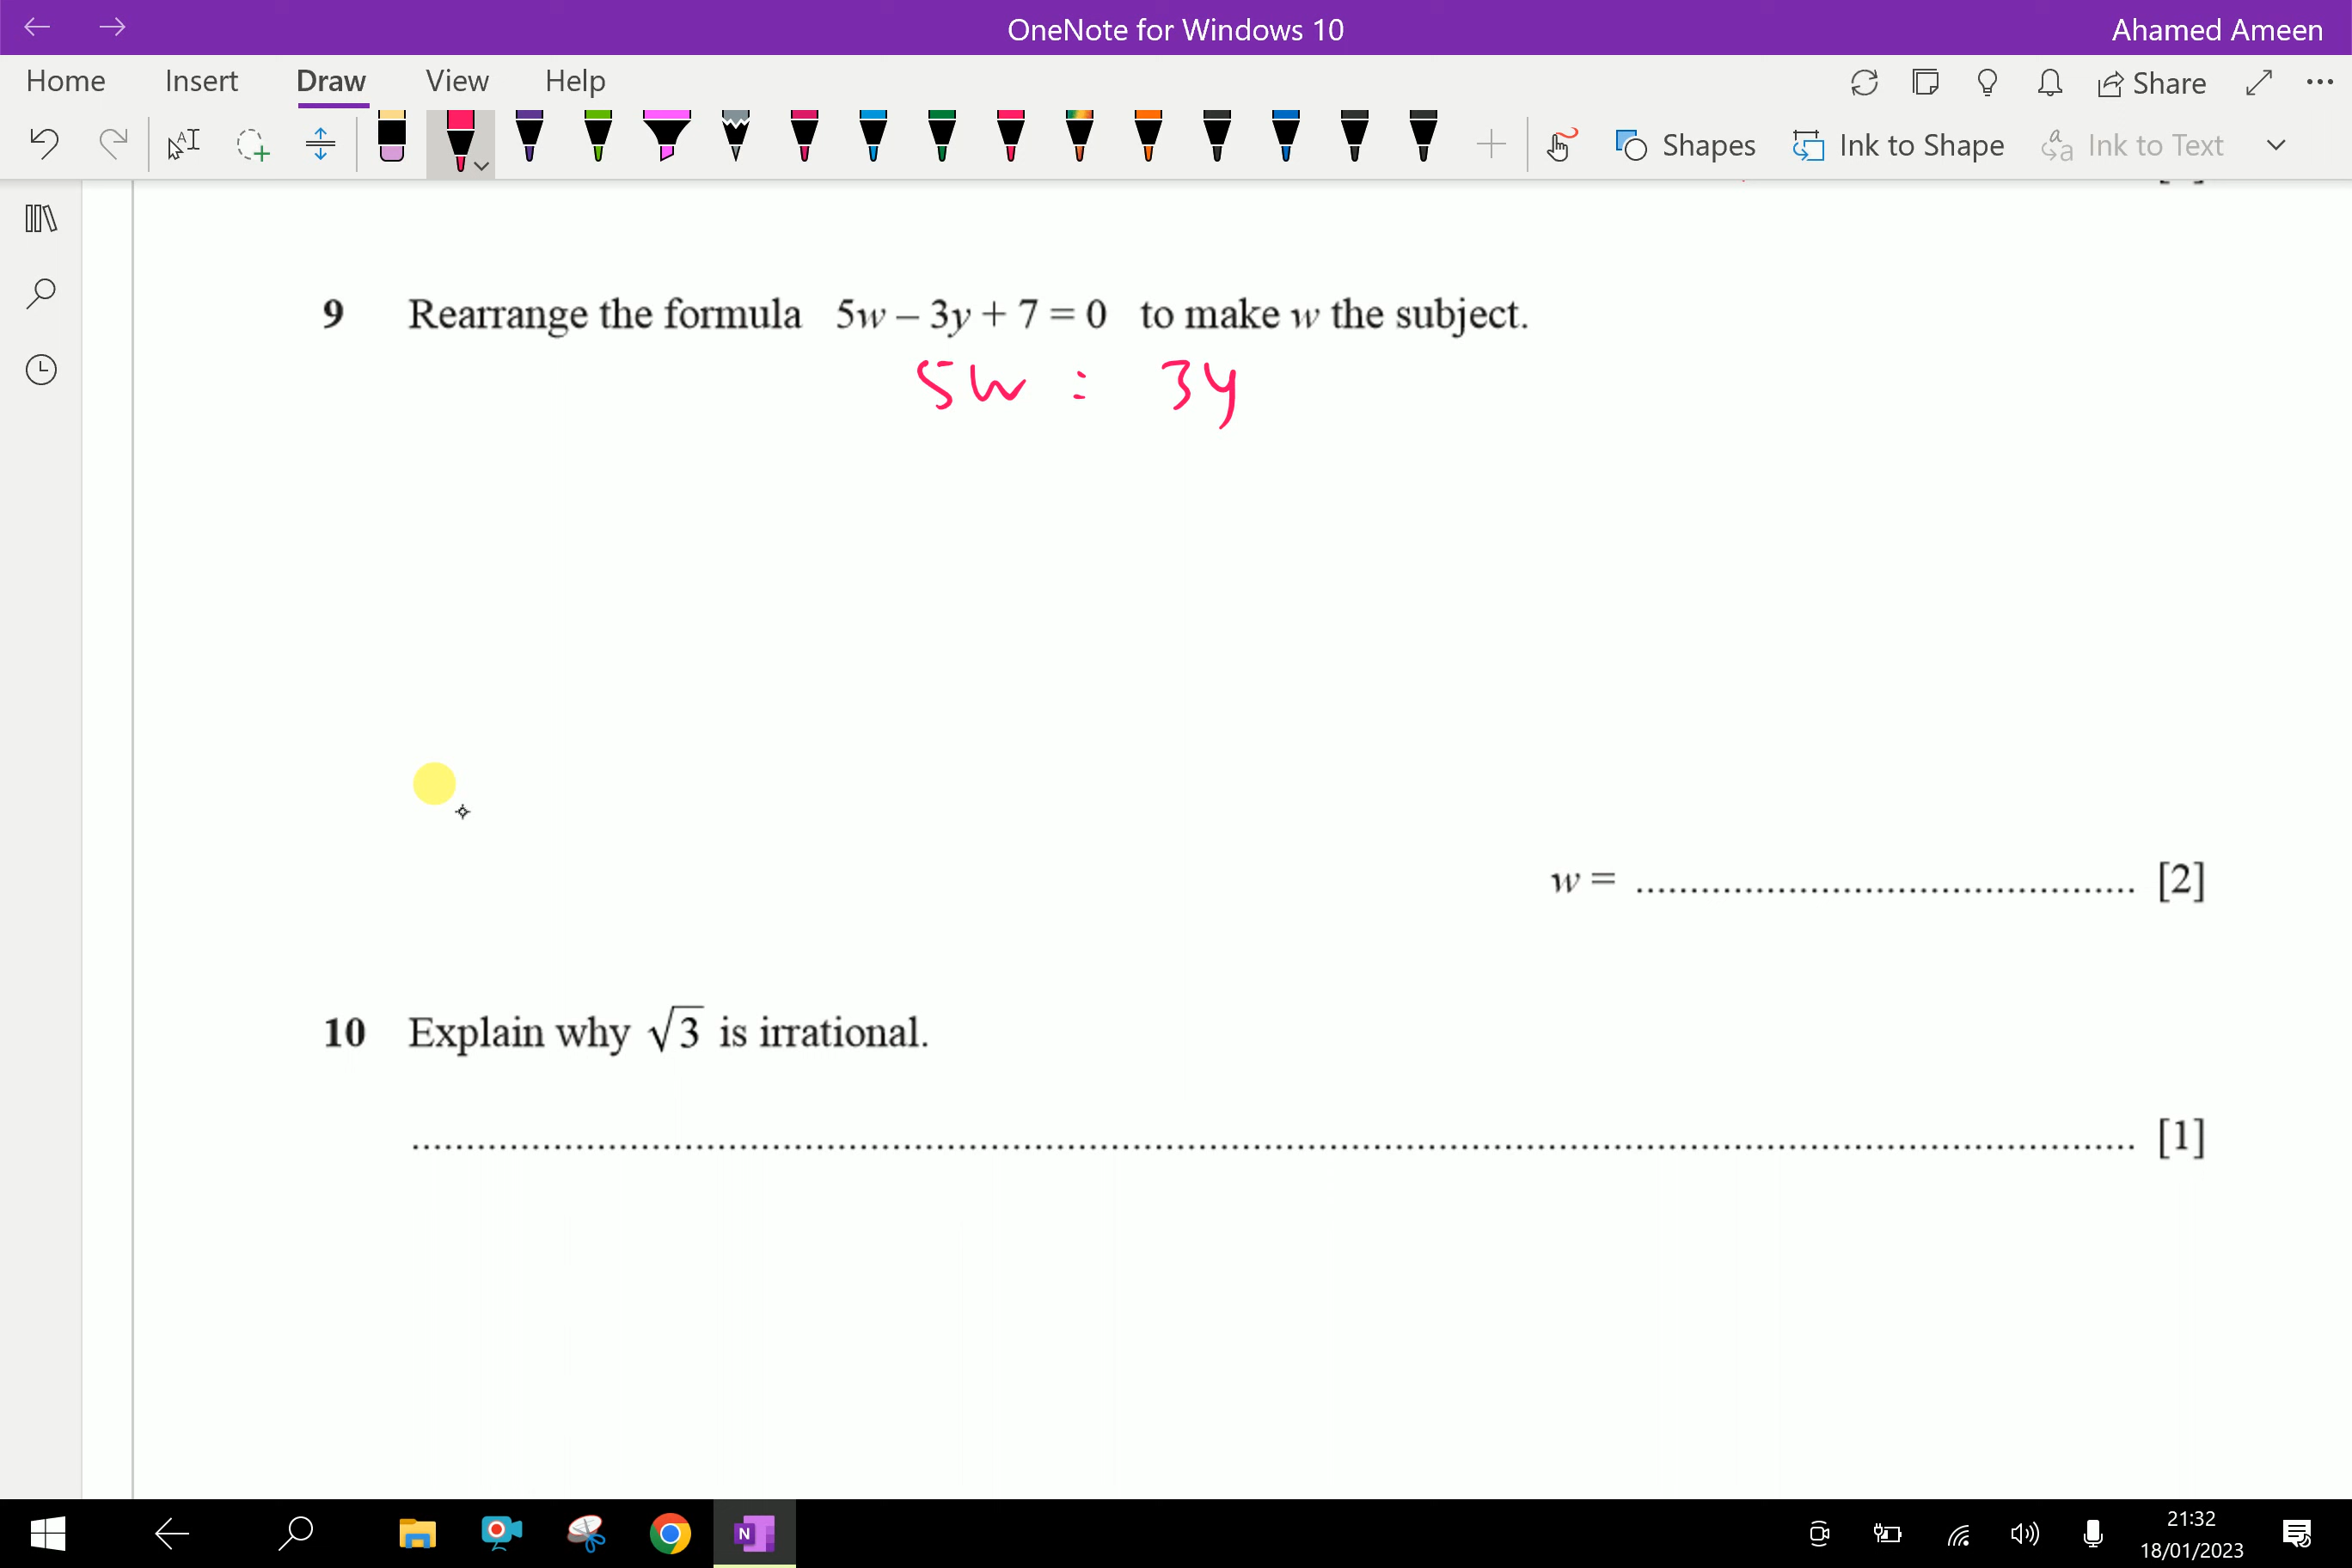 OneNote for Windows 10 Ahamed Ameen
Home Insert Draw View Help Share
Shapes Ink to Shape Ink to Text
9 Rearrange the formula 5w – 3y + 7 = 0 to make w the subject.
5w = 3y
w = .............................................. [2]
10 Explain why √3 is irrational.
.............................................................................................................................................. [1]
21:32
18/01/2023